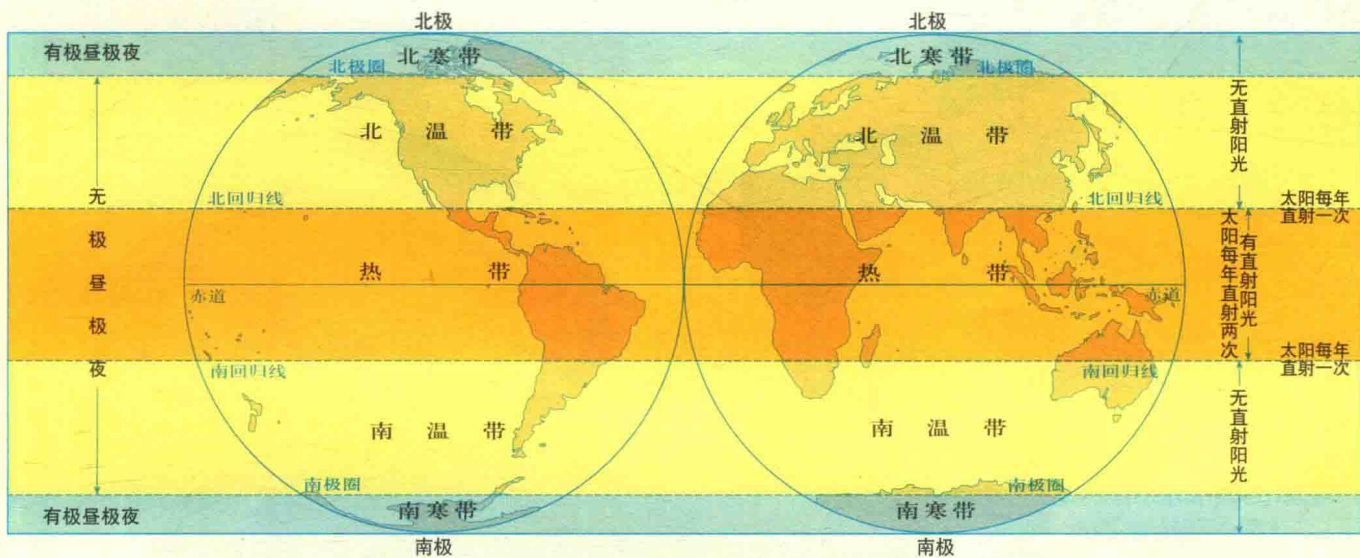 北极
北极
有极昼极夜
北寒带
北寒带
北极圈
北极圈
北温带
北温带
无直射阳光
无极昼极夜
北回归线
北回归线
太阳每年
直射一次
热带
热带
太阳每年直射两次
有直射阳光
赤道
赤道
南回归线
南回归线
太阳每年
直射一次
南温带
南温带
无直射阳光
南极圈
南极圈
有极昼极夜
南寒带
南寒带
南极
南极